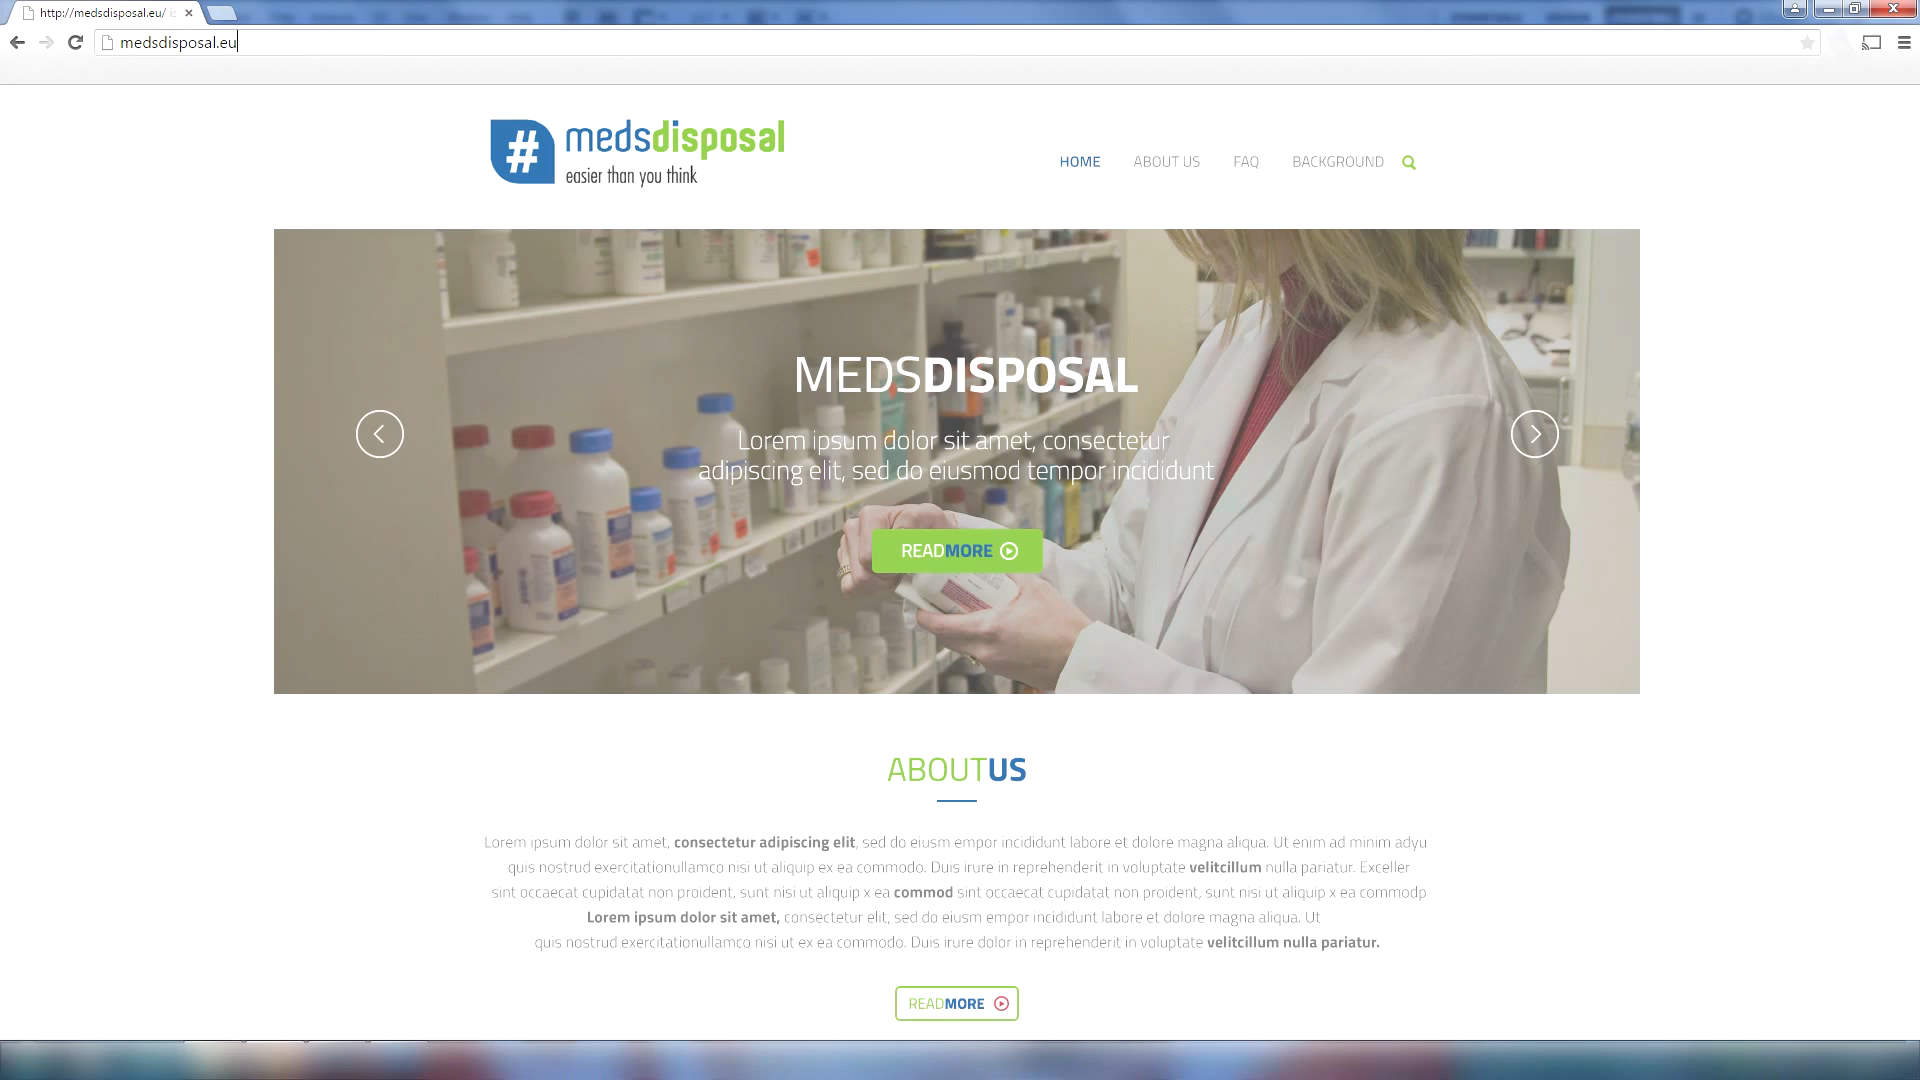 http://medsdisposal.eu/ is
medsdisposal.eu
# medsdisposal
easier than you think
HOME ABOUT US FAQ BACKGROUND
MEDSDISPOSAL
Lorem ipsum dolor sit amet, consectetur
adipiscing elit, sed do eiusmod tempor incididunt
READMORE
ABOUTUS
Lorem ipsum dolor sit amet, consectetur adipiscing elit, sed do eiusm empor incididunt labore et dolore magna aliqua. Ut enim ad minim adyu
quis nostrud exercitationullamco nisi ut aliquip ex ea commodo. Duis irure in reprehenderit in voluptate velitcillum nulla pariatur. Exceller
sint occaecat cupidatat non proident, sunt nisi ut aliquip x ea commod sint occaecat cupidatat non proident, sunt nisi ut aliquip x ea commodp
Lorem ipsum dolor sit amet, consectetur elit, sed do eiusm empor incididunt labore et dolore magna aliqua. Ut
quis nostrud exercitationullamco nisi ut ex ea commodo. Duis irure dolor in reprehenderit in voluptate velitcillum nulla pariatur.
READMORE